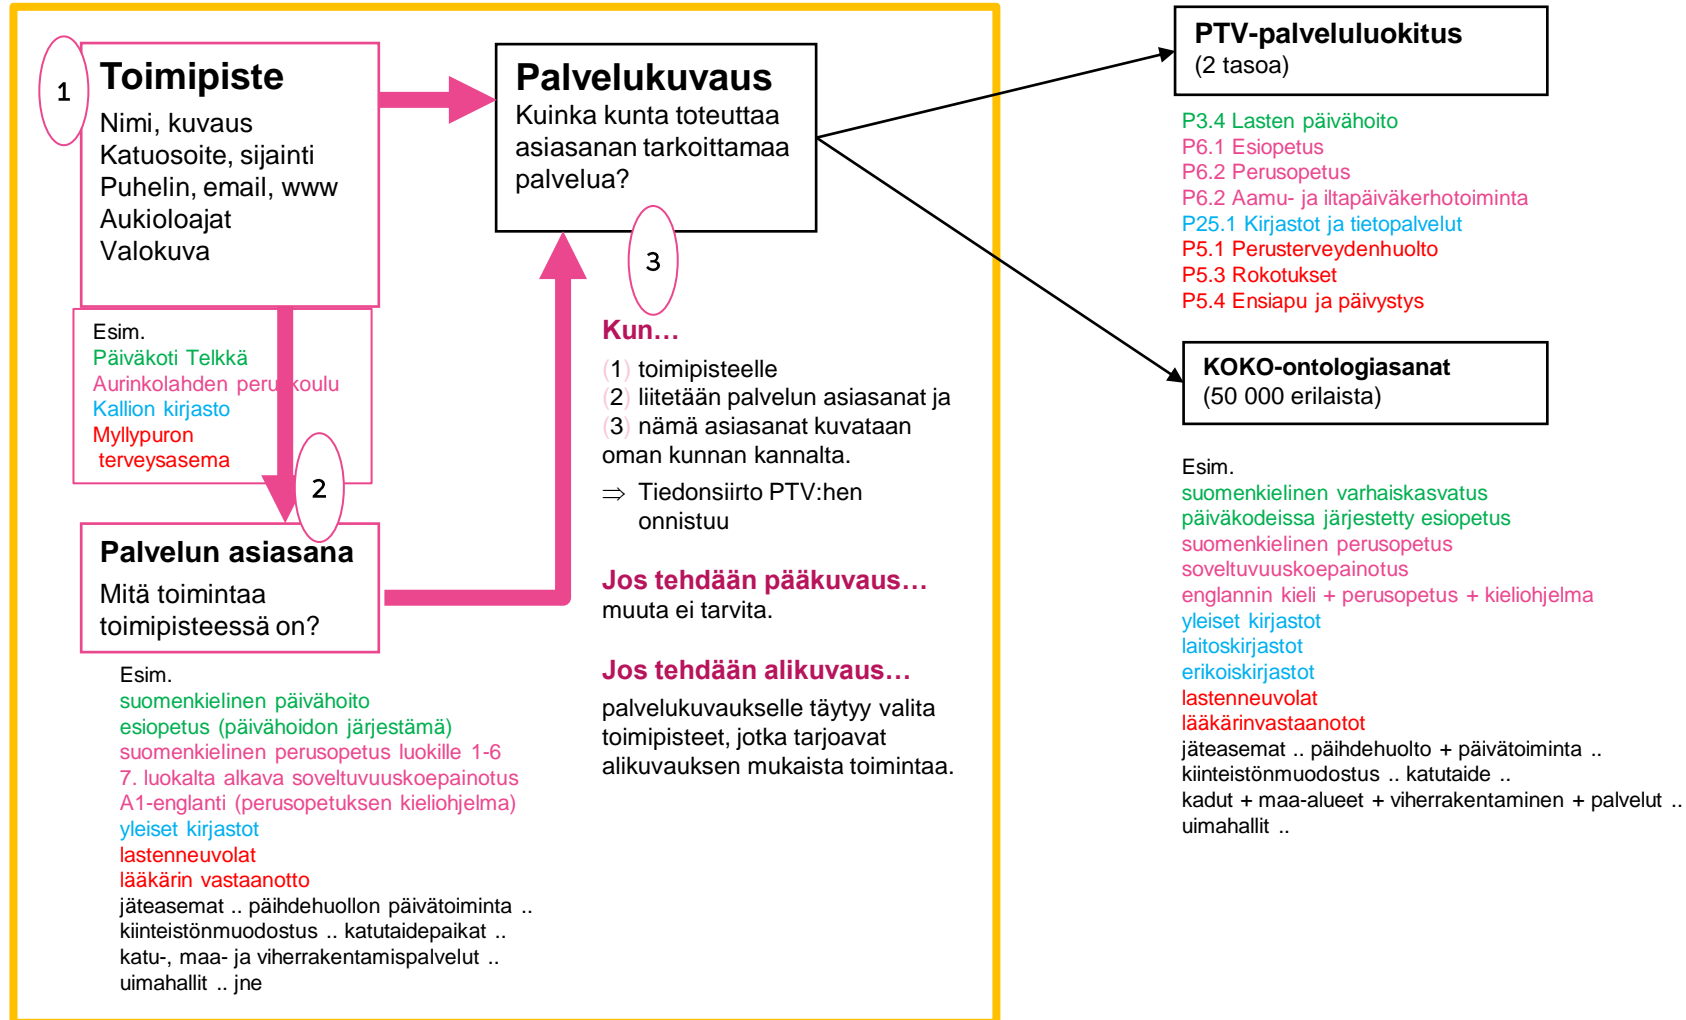 1
Toimipiste
Nimi, kuvaus
Katuosoite, sijainti
Puhelin, email, www
Aukioloajat
Valokuva
Esim.
Päiväkoti Telkkä
Aurinkolahden peruskoulu
Kallion kirjasto
Myllypuron
terveysasema
2
Palvelun asiasana
Mitä toimintaa
toimipisteessä on?
Esim.
suomenkielinen päivähoito
esiopetus (päivähoidon järjestämä)
suomenkielinen perusopetus luokille 1-6
7. luokalta alkava soveltuvuuskoepainotus
A1-englanti (perusopetuksen kieliohjelma)
yleiset kirjastot
lastenneuvolat
lääkärin vastaanotto
jäteasemat .. päihdehuollon päivätoiminta ..
kiinteistönmuodostus .. katutaidepaikat ..
katu-, maa- ja viherrakentamispalvelut ..
uimahallit .. jne
Palvelukuvaus
Kuinka kunta toteuttaa
asiasanan tarkoittamaa
palvelua?
3
Kun…
(1) toimipisteelle
(2) liitetään palvelun asiasanat ja
(3) nämä asiasanat kuvataan
oman kunnan kannalta.
⇒ Tiedonsiirto PTV:hen
onnistuu
Jos tehdään pääkuvaus…
muuta ei tarvita.
Jos tehdään alikuvaus…
palvelukuvaukselle täytyy valita
toimipisteet, jotka tarjoavat
alikuvauksen mukaista toimintaa.
PTV-palveluluokitus
(2 tasoa)
P3.4 Lasten päivähoito
P6.1 Esiopetus
P6.2 Perusopetus
P6.2 Aamu- ja iltapäiväkerhotoiminta
P25.1 Kirjastot ja tietopalvelut
P5.1 Perusterveydenhuolto
P5.3 Rokotukset
P5.4 Ensiapu ja päivystys
KOKO-ontologiasanat
(50 000 erilaista)
Esim.
suomenkielinen varhaiskasvatus
päiväkodeissa järjestetty esiopetus
suomenkielinen perusopetus
soveltuvuuskoepainotus
englannin kieli + perusopetus + kieliohjelma
yleiset kirjastot
laitoskirjastot
erikoiskirjastot
lastenneuvolat
lääkärinvastaanotot
jäteasemat .. päihdehuolto + päivätoiminta ..
kiinteistönmuodostus .. katutaide ..
kadut + maa-alueet + viherrakentaminen + palvelut ..
uimahallit ..